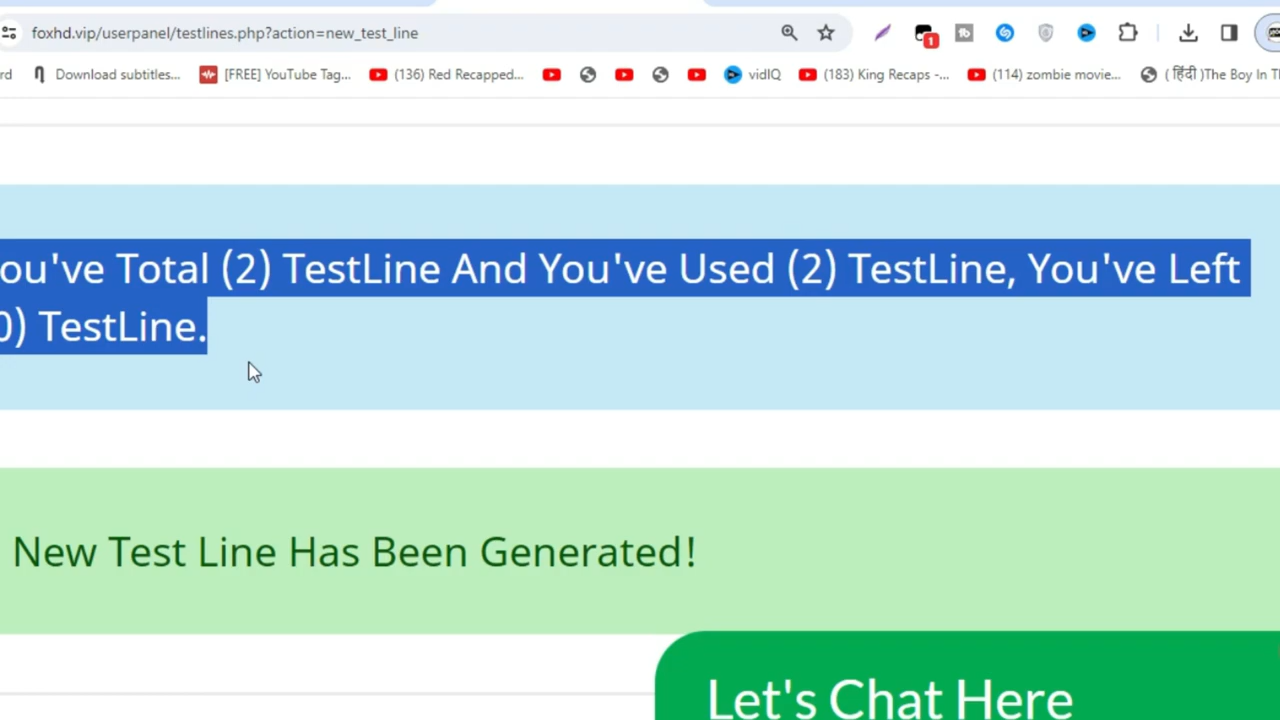 foxhd.vip/userpanel/testlines.php?action=new_test_line
1
rd Download subtitles... [FREE] YouTube Tag... (136) Red Recapped... vidIQ (183) King Recaps -... (114) zombie movie... ( हिंदी )The Boy In T
ou've Total (2) TestLine And You've Used (2) TestLine, You've Left
0) TestLine.
New Test Line Has Been Generated!
Let's Chat Here